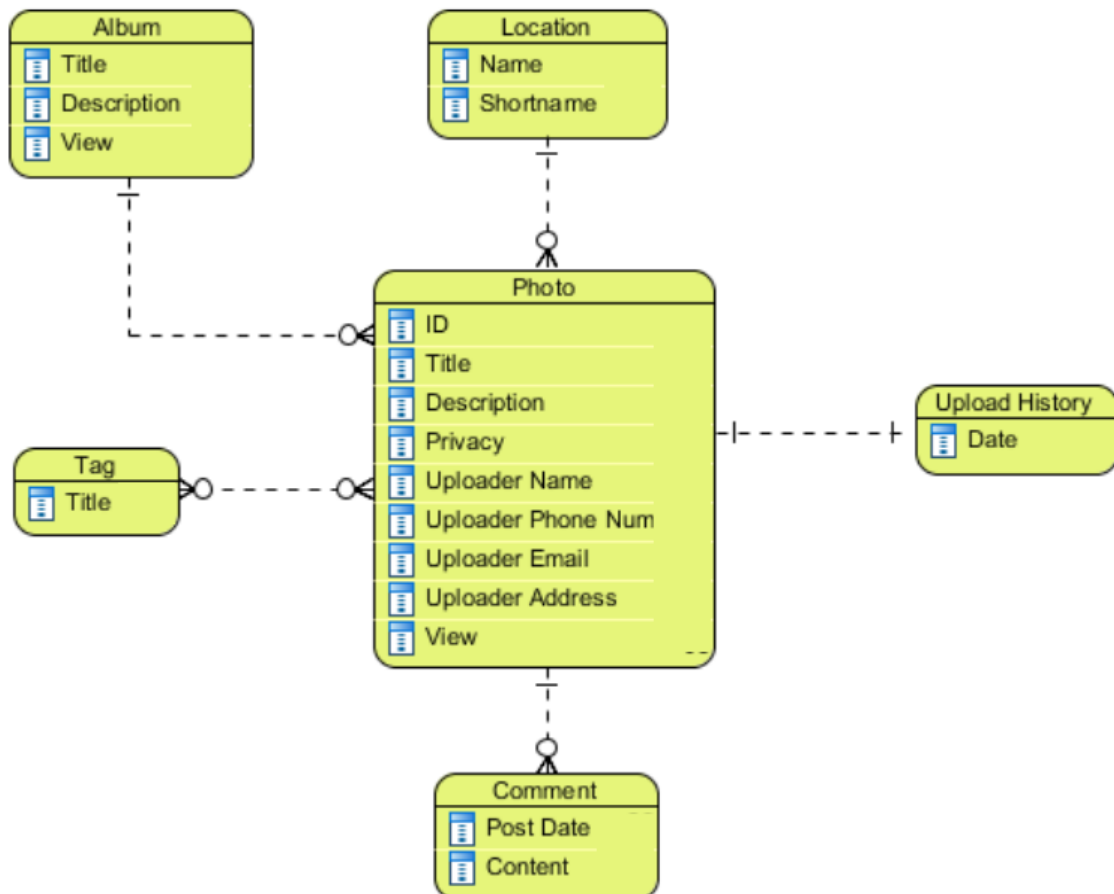 Album
Title
Description
View
Location
Name
Shortname
Photo
ID
Title
Description
Privacy
Uploader Name
Uploader Phone Num
Uploader Email
Uploader Address
View
Upload History
Date
Tag
Title
Comment
Post Date
Content